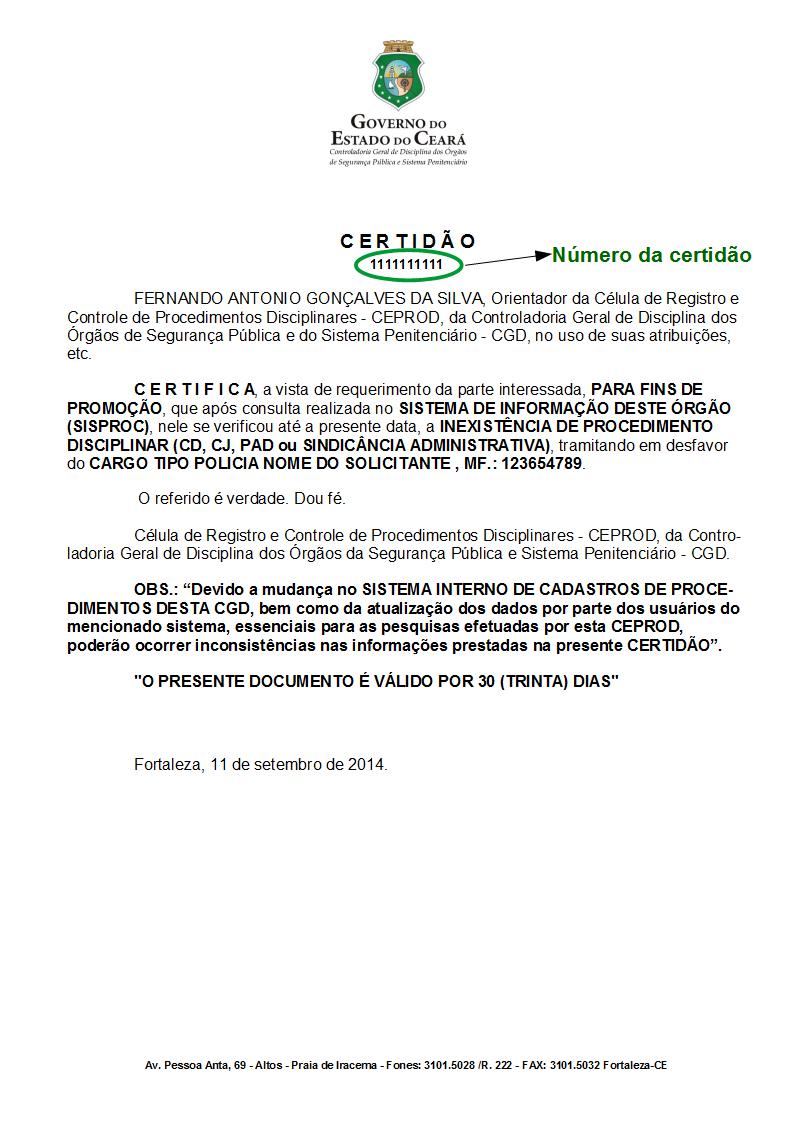 GOVERNO DO
ESTADO DO CEARÁ
Controladoria Geral de Disciplina dos Órgãos
de Segurança Pública e Sistema Penitenciário
C E R T I D Ã O
1111111111
Número da certidão
FERNANDO ANTONIO GONÇALVES DA SILVA, Orientador da Célula de Registro e
Controle de Procedimentos Disciplinares - CEPROD, da Controladoria Geral de Disciplina dos
Órgãos de Segurança Pública e do Sistema Penitenciário - CGD, no uso de suas atribuições,
etc.
C E R T I F I C A, a vista de requerimento da parte interessada, PARA FINS DE
PROMOÇÃO, que após consulta realizada no SISTEMA DE INFORMAÇÃO DESTE ÓRGÃO
(SISPROC), nele se verificou até a presente data, a INEXISTÊNCIA DE PROCEDIMENTO
DISCIPLINAR (CD, CJ, PAD ou SINDICÂNCIA ADMINISTRATIVA), tramitando em desfavor
do CARGO TIPO POLICIA NOME DO SOLICITANTE , MF.: 123654789.
O referido é verdade. Dou fé.
Célula de Registro e Controle de Procedimentos Disciplinares - CEPROD, da Contro-
ladoria Geral de Disciplina dos Órgãos da Segurança Pública e Sistema Penitenciário - CGD.
OBS.: “Devido a mudança no SISTEMA INTERNO DE CADASTROS DE PROCE-
DIMENTOS DESTA CGD, bem como da atualização dos dados por parte dos usuários do
mencionado sistema, essenciais para as pesquisas efetuadas por esta CEPROD,
poderão ocorrer inconsistências nas informações prestadas na presente CERTIDÃO”.
"O PRESENTE DOCUMENTO É VÁLIDO POR 30 (TRINTA) DIAS"
Fortaleza, 11 de setembro de 2014.
Av. Pessoa Anta, 69 - Altos - Praia de Iracema - Fones: 3101.5028 /R. 222 - FAX: 3101.5032 Fortaleza-CE